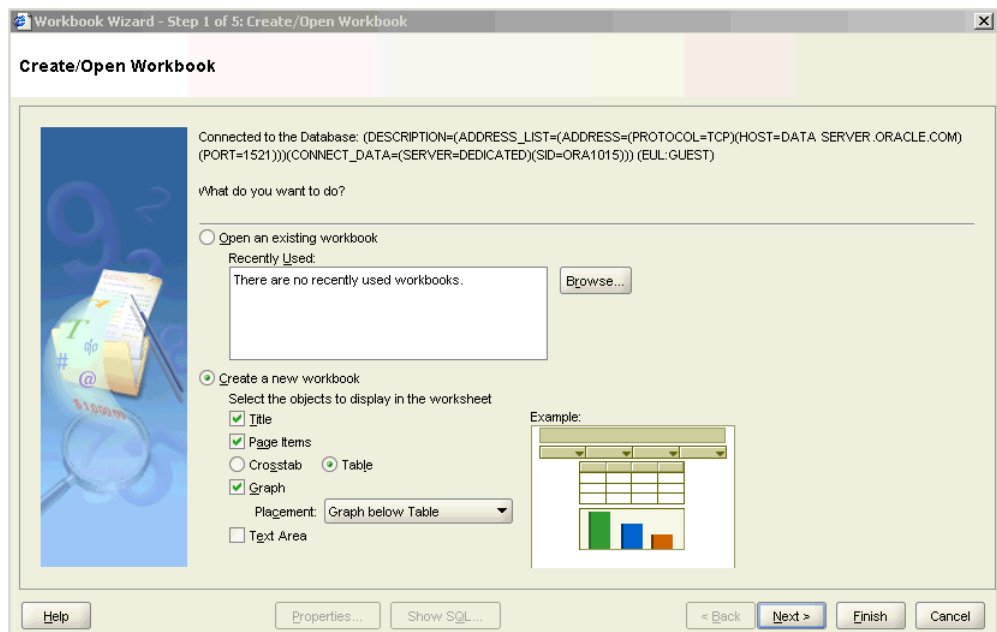 Workbook Wizard - Step 1 of 5: Create/Open Workbook
Create/Open Workbook
Connected to the Database: (DESCRIPTION=(ADDRESS_LIST=(ADDRESS=(PROTOCOL=TCP)(HOST=DATA SERVER.ORACLE.COM)
(PORT=1521)))(CONNECT_DATA=(SERVER=DEDICATED)(SID=ORA1015))) (EUL:GUEST)
What do you want to do?
Open an existing workbook
Recently Used:
There are no recently used workbooks.
Browse...
Create a new workbook
Select the objects to display in the worksheet
Title
Page Items
Crosstab Table
Graph
Placement: Graph below Table
Text Area
Example:
T
%
#
@
$1,000.99
Help
Properties...
Show SQL...
< Back
Next >
Finish
Cancel